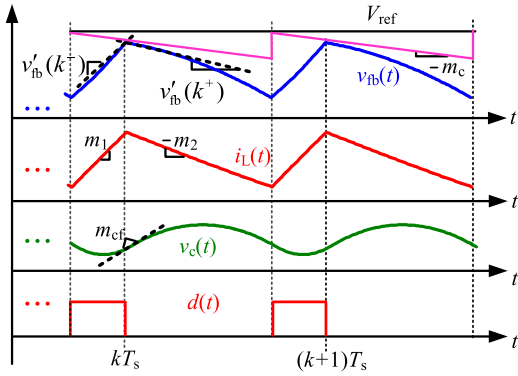 V_ref
v′_fb(k⁻)
v′_fb(k⁺)
−m_c
v_fb(t)
... t
m_1
−m_2
i_L(t)
... t
m_cf
v_c(t)
... t
... d(t)
t
kT_s
(k+1)T_s